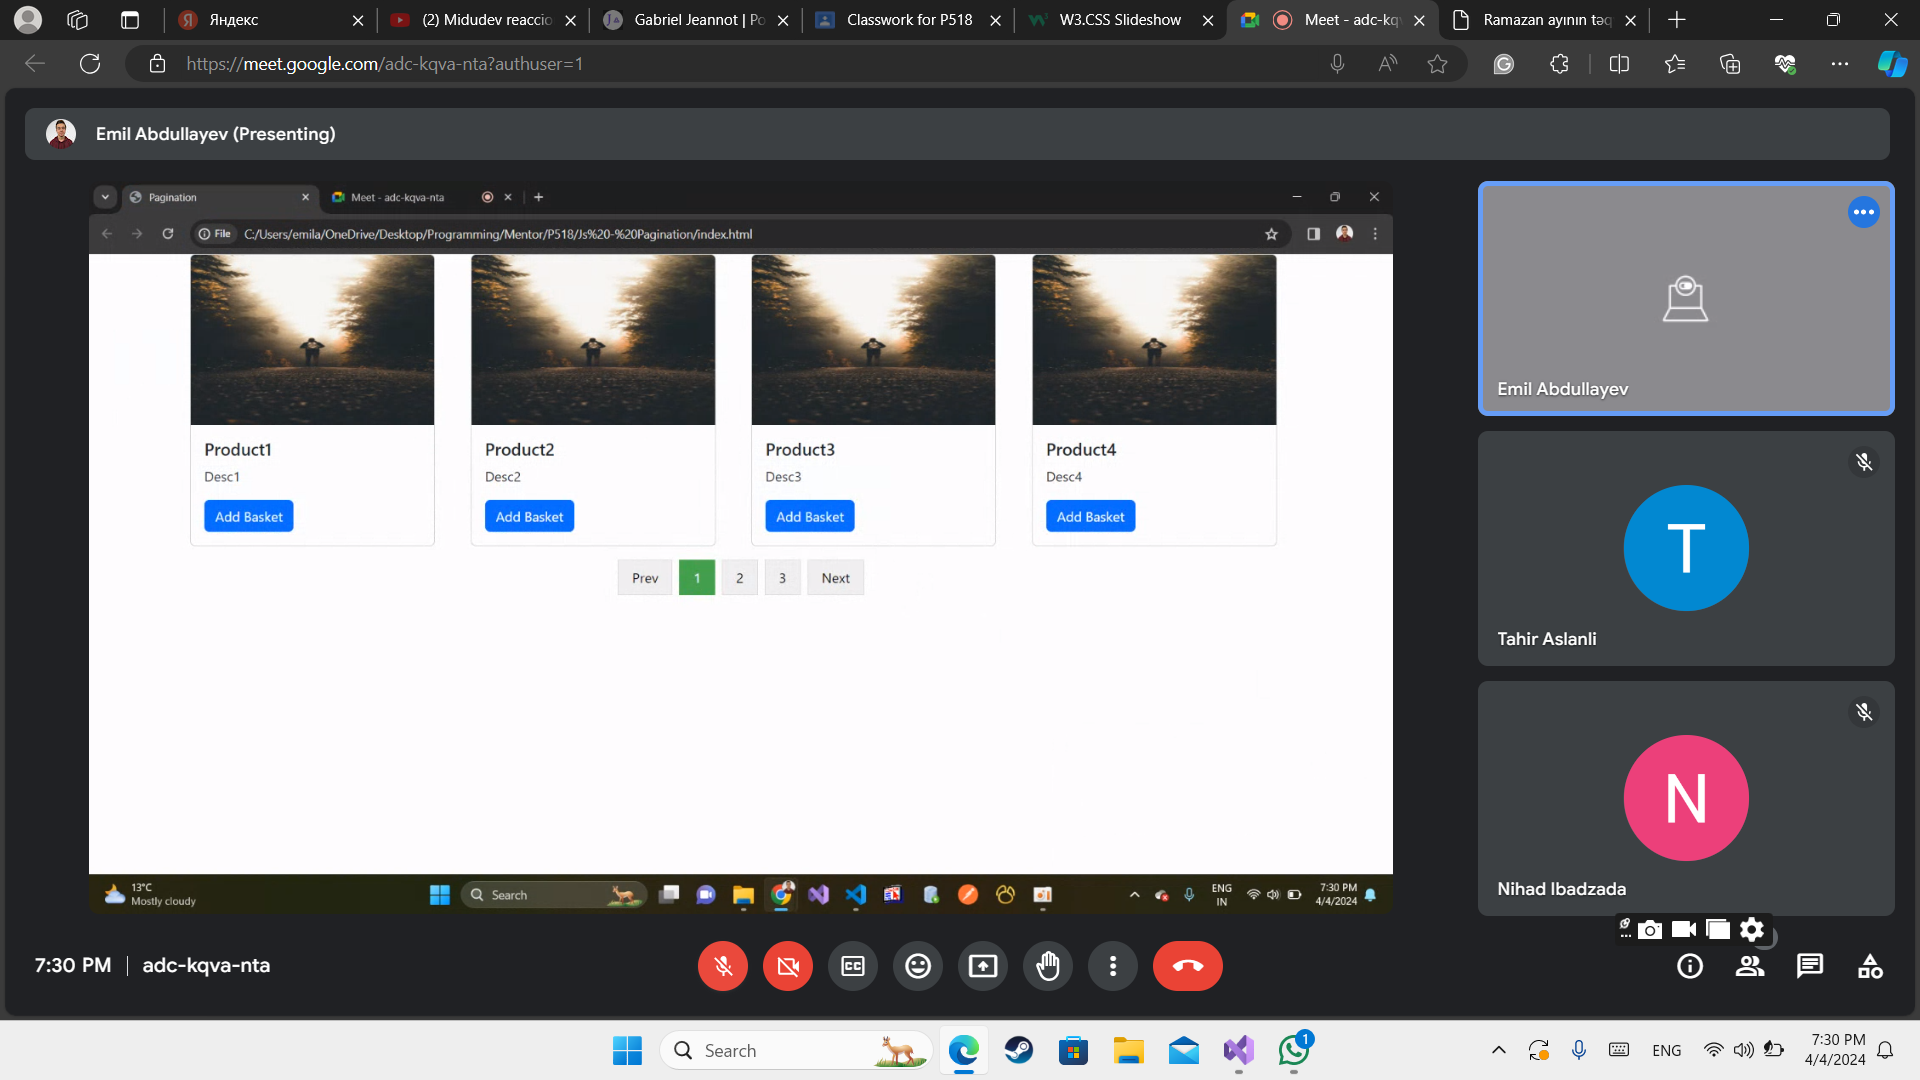 Яндекс
(2) Midudev reaccio
Gabriel Jeannot | Po
Classwork for P518
W3.CSS Slideshow
Meet - adc-kq
Ramazan ayının təq
https://meet.google.com/adc-kqva-nta?authuser=1
Emil Abdullayev (Presenting)
Pagination
Meet - adc-kqva-nta
File
C:/Users/emila/OneDrive/Desktop/Programming/Mentor/P518/Js%20-%20Pagination/index.html
Product1
Desc1
Add Basket
Product2
Desc2
Add Basket
Product3
Desc3
Add Basket
Product4
Desc4
Add Basket
Prev 1 2 3 Next
13°C
Mostly cloudy
Search
ENG
IN
7:30 PM
4/4/2024
Emil Abdullayev
T
Tahir Aslanli
N
Nihad Ibadzada
7:30 PM | adc-kqva-nta
CC
Search
1
ENG
7:30 PM
4/4/2024